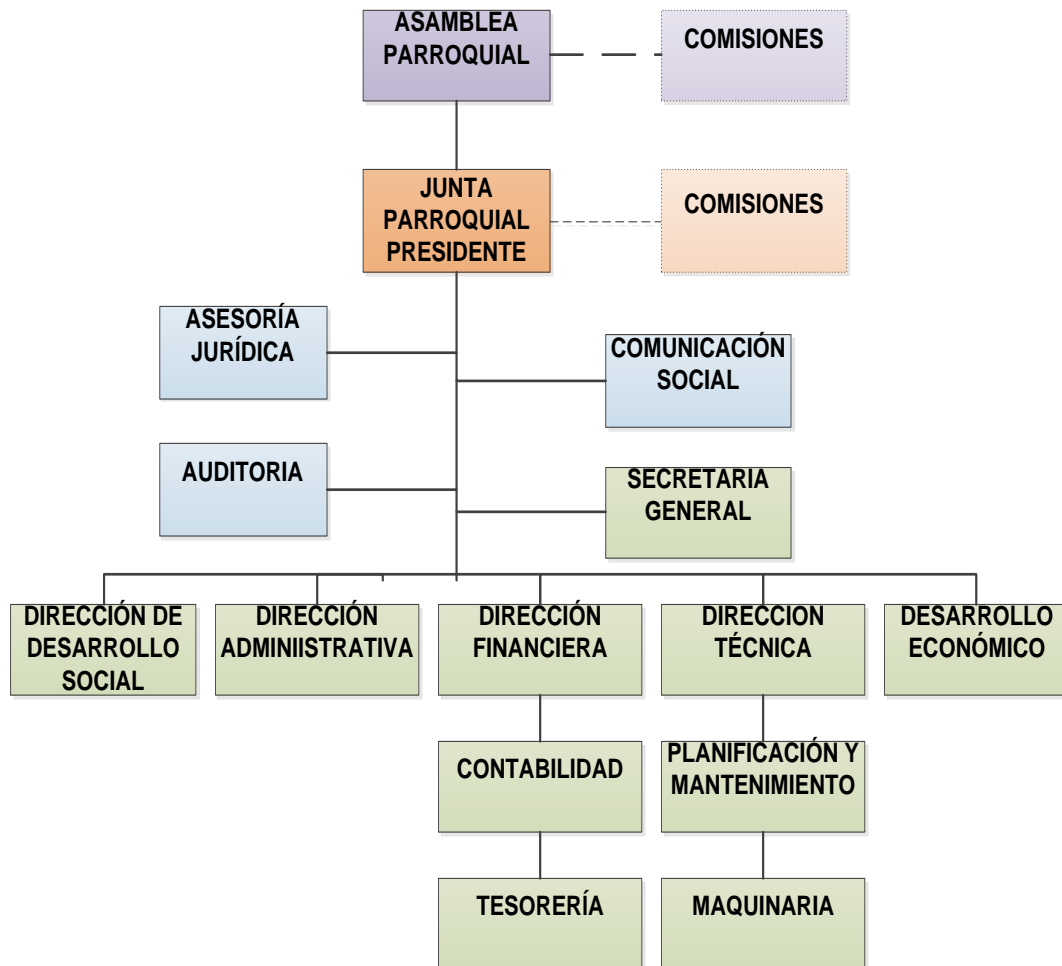 ASAMBLEA
PARROQUIAL
COMISIONES
JUNTA
PARROQUIAL
PRESIDENTE
COMISIONES
ASESORÍA
JURÍDICA
COMUNICACIÓN
SOCIAL
AUDITORIA
SECRETARIA
GENERAL
DIRECCIÓN DE
DESARROLLO
SOCIAL
DIRECCIÓN
ADMINIISTRATIVA
DIRECCIÓN
FINANCIERA
DIRECCION
TÉCNICA
DESARROLLO
ECONÓMICO
CONTABILIDAD
PLANIFICACIÓN Y
MANTENIMIENTO
TESORERÍA
MAQUINARIA